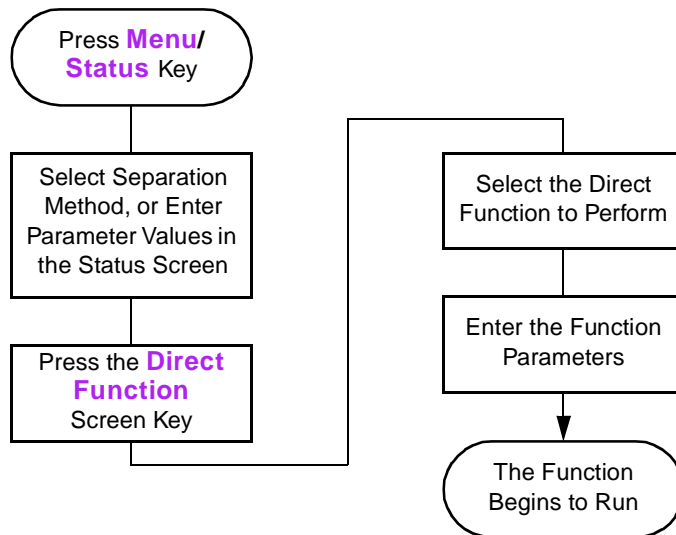 Press Menu/
Status Key
Select Separation
Method, or Enter
Parameter Values in
the Status Screen
Press the Direct
Function
Screen Key
Select the Direct
Function to Perform
Enter the Function
Parameters
The Function
Begins to Run